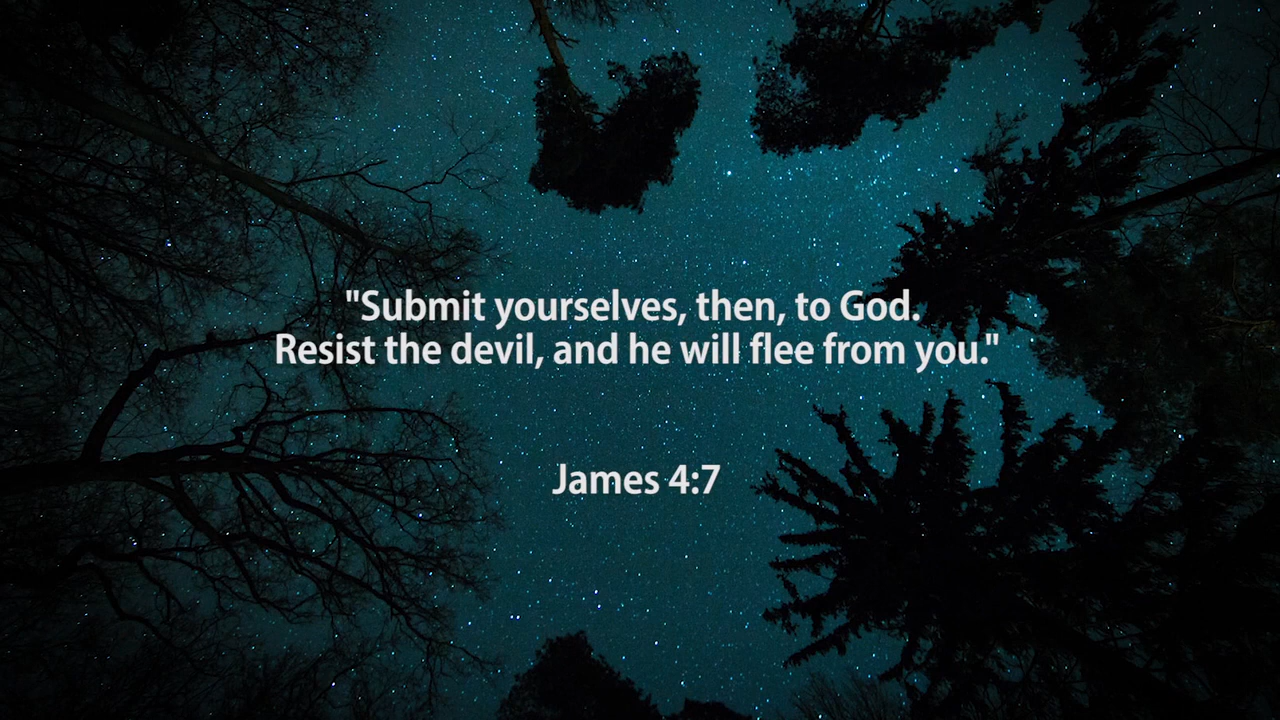 "Submit yourselves, then, to God.
Resist the devil, and he will flee from you."
James 4:7